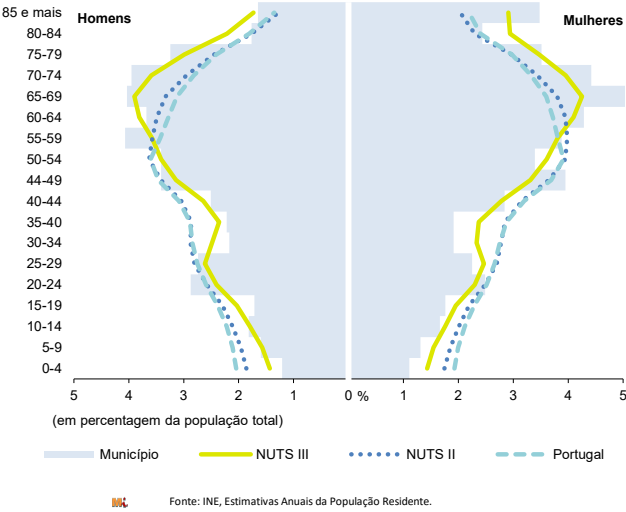 Homens
Mulheres
85 e mais
80-84
75-79
70-74
65-69
60-64
55-59
50-54
44-49
40-44
35-40
30-34
25-29
20-24
15-19
10-14
5-9
0-4
5 4 3 2 1 0 % 1 2 3 4 5
(em percentagem da população total)
Município NUTS III NUTS II Portugal
Fonte: INE, Estimativas Anuais da População Residente.